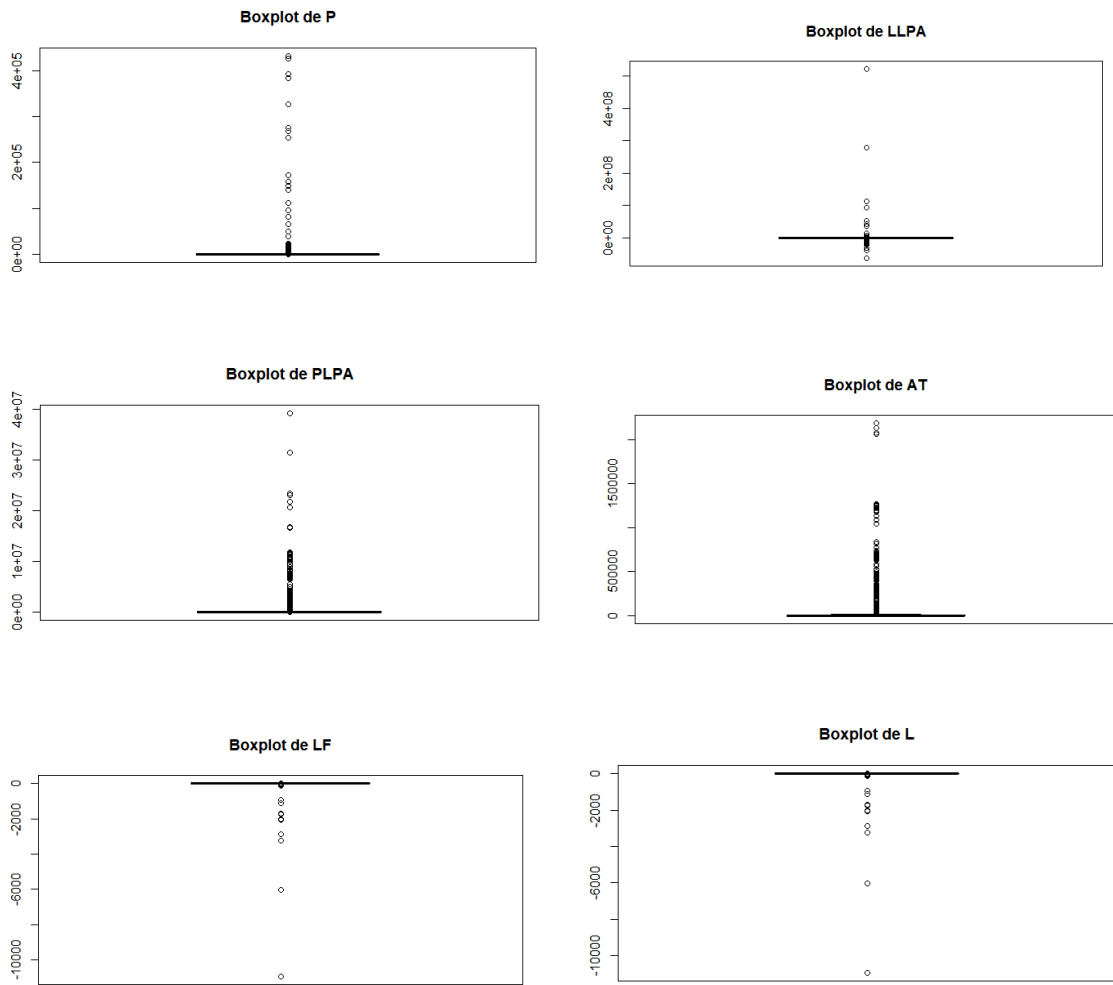 Boxplot de P
4e+05
2e+05
0e+00
Boxplot de LLPA
4e+08
2e+08
0e+00
Boxplot de PLPA
4e+07
3e+07
2e+07
1e+07
0e+00
Boxplot de AT
1500000
500000
0
Boxplot de LF
0
-2000
-6000
-10000
Boxplot de L
0
-2000
-6000
-10000